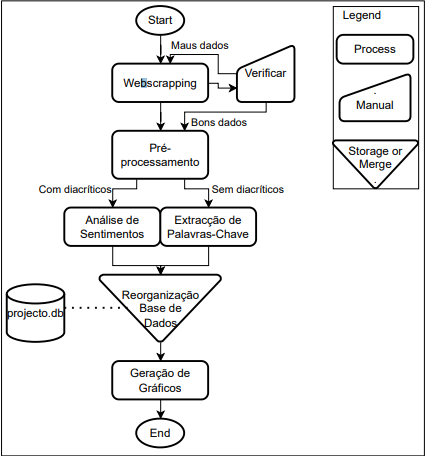 Start
Legend
Maus dados
Process
Webscrapping
Verificar
Manual
Bons dados
Pré-
processamento
Storage or
Merge
Com diacríticos
Sem diacríticos
Análise de
Sentimentos
Extracção de
Palavras-Chave
Reorganização
Base de
Dados
projecto.db
Geração de
Gráficos
End